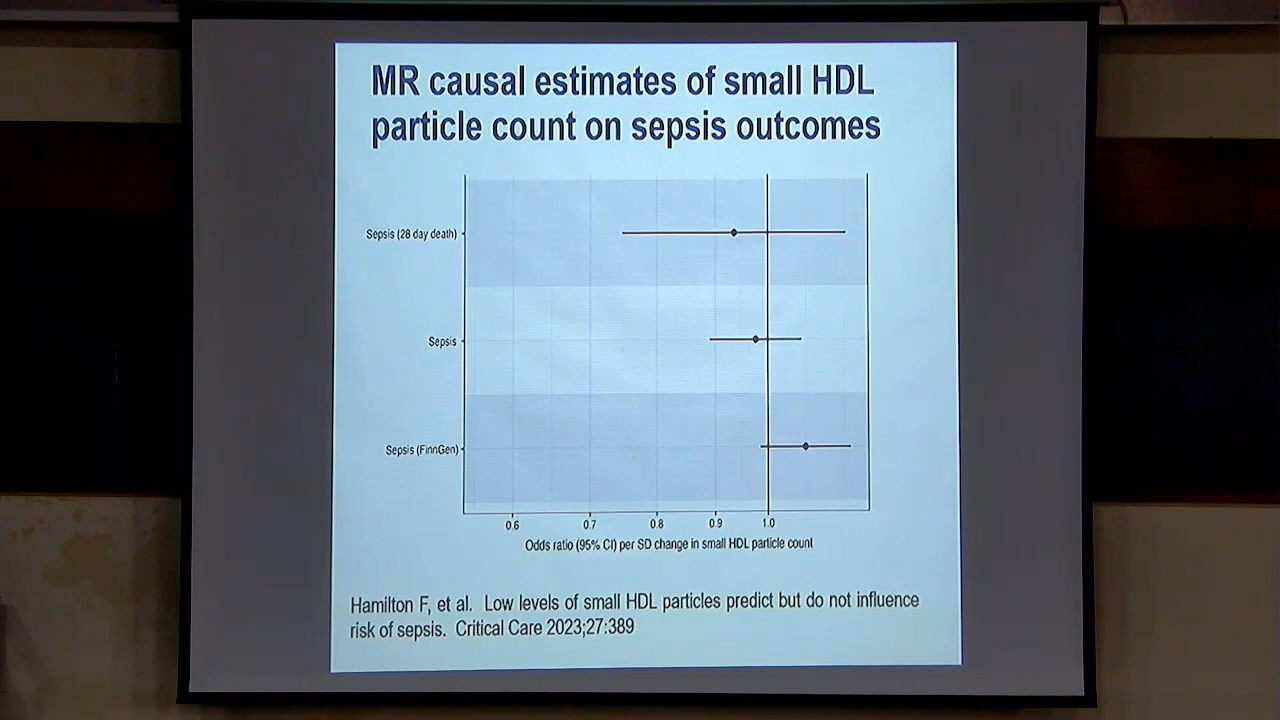 MR causal estimates of small HDL
particle count on sepsis outcomes
Sepsis (28 day death)
Sepsis
Sepsis (FinnGen)
0.6 0.7 0.8 0.9 1.0
Odds ratio (95% CI) per SD change in small HDL particle count
Hamilton F, et al. Low levels of small HDL particles predict but do not influence
risk of sepsis. Critical Care 2023;27:389